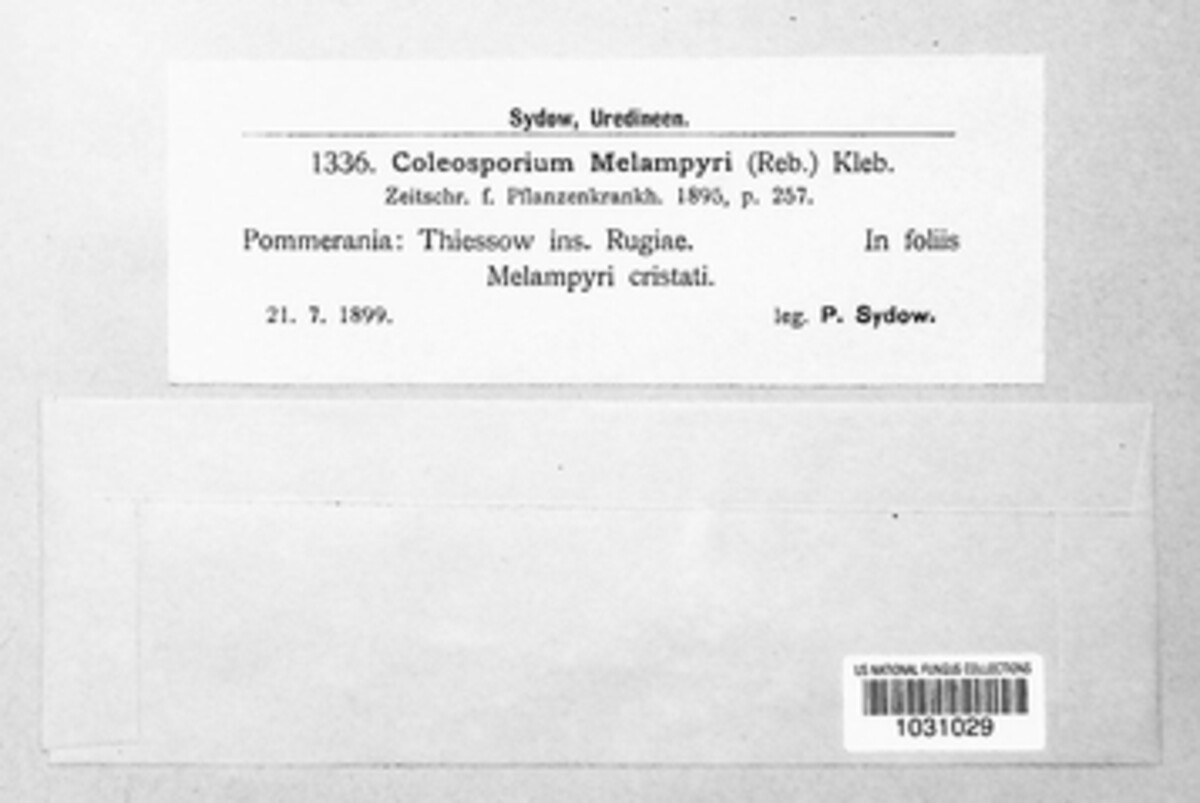 Sydow, Uredineen.
1336. Coleosporium Melampyri (Reb.) Kleb.
Zeitschr. f. Pflanzenkrankh. 1895, p. 257.
Pommerania: Thiessow ins. Rugiae. In foliis
Melampyri cristati.
21. 7. 1899. leg. P. Sydow.
US NATIONAL FUNGUS COLLECTIONS
1031029